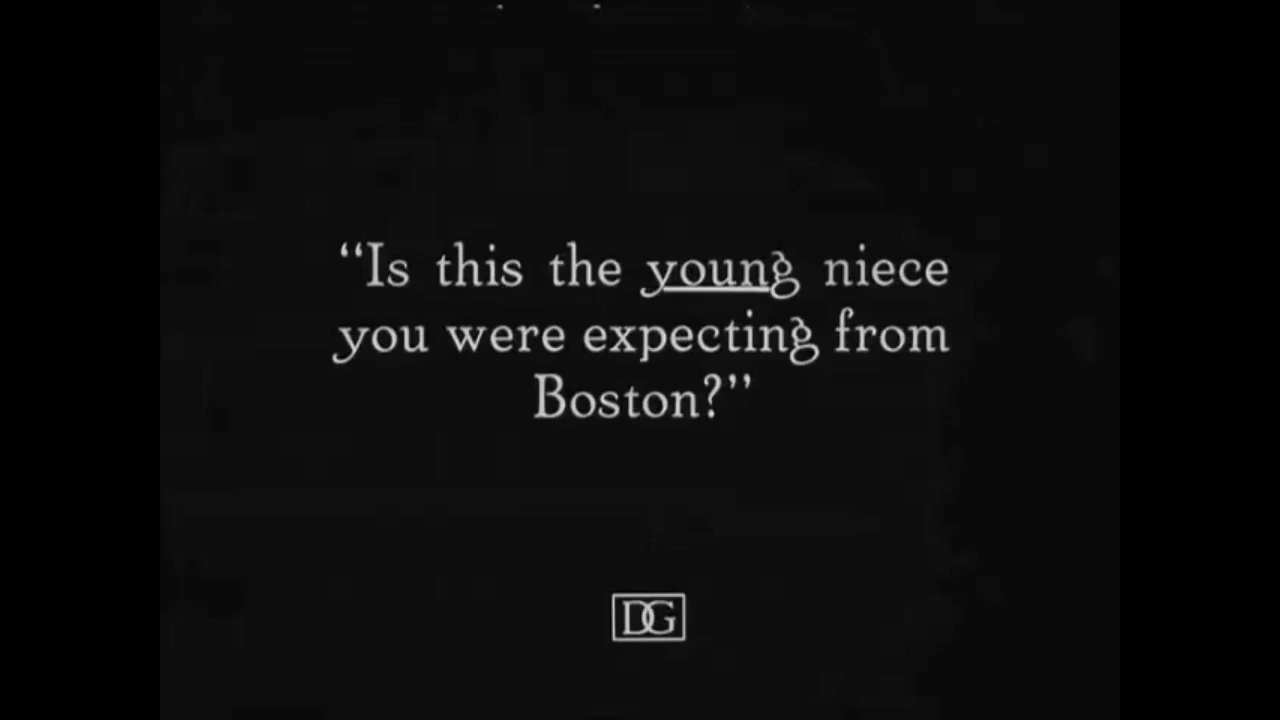 “Is this the young niece
you were expecting from
Boston?”
DG